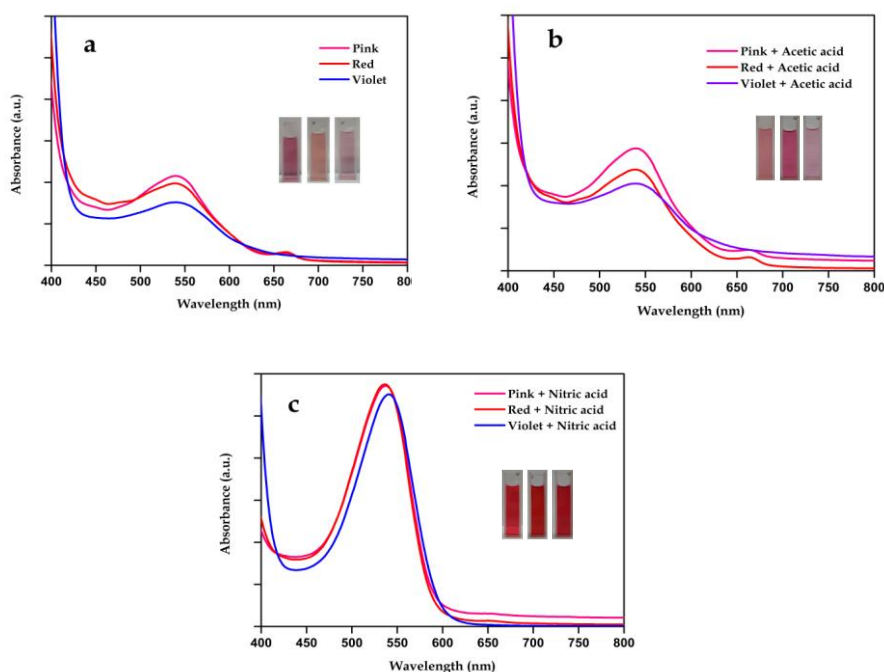 a
Pink
Red
Violet
Absorbance (a.u.)
400 450 500 550 600 650 700 750 800
Wavelength (nm)
b
Pink + Acetic acid
Red + Acetic acid
Violet + Acetic acid
Absorbance (a.u.)
400 450 500 550 600 650 700 750 800
Wavelength (nm)
c
Pink + Nitric acid
Red + Nitric acid
Violet + Nitric acid
Absorbance (a.u.)
400 450 500 550 600 650 700 750 800
Wavelength (nm)